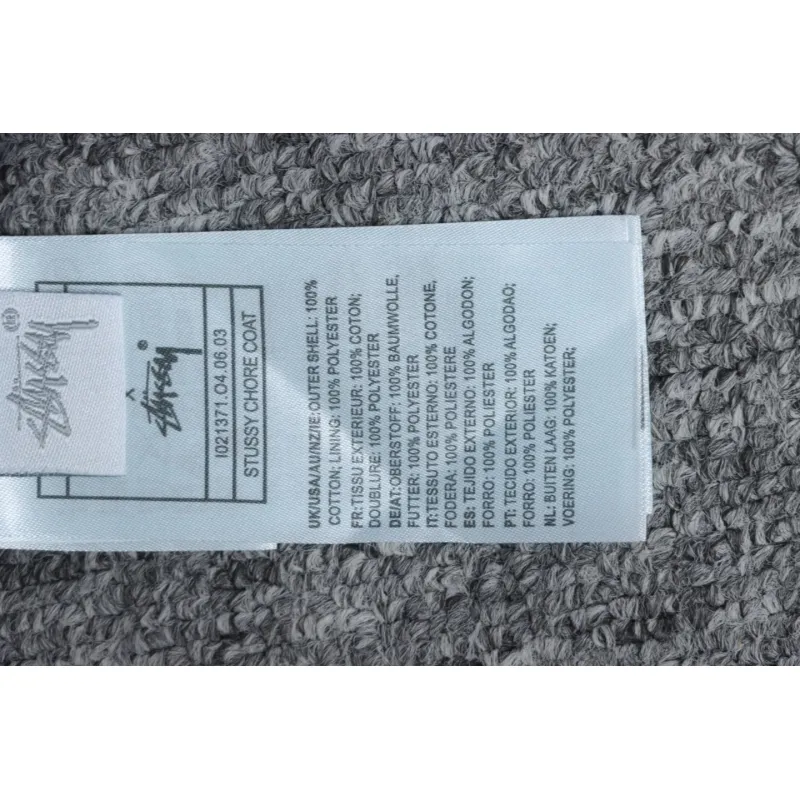 Stüssy
®
Stüssy ®
I021371.O4.06.03
STUSSY CHORE COAT
UK/USA/AU/NZ/IE:OUTER SHELL: 100%
COTTON; LINING: 100% POLYESTER
FR:TISSU EXTERIEUR: 100% COTON;
DOUBLURE: 100% POLYESTER
DE/AT:OBERSTOFF: 100% BAUMWOLLE,
FUTTER: 100% POLYESTER
IT:TESSUTO ESTERNO: 100% COTONE,
FODERA: 100% POLIESTERE
ES: TEJIDO EXTERNO: 100% ALGODON;
FORRO: 100% POLIESTER
PT: TECIDO EXTERIOR: 100% ALGODAO;
FORRO: 100% POLIESTER
NL: BUITEN LAAG: 100% KATOEN;
VOERING: 100% POLYESTER;